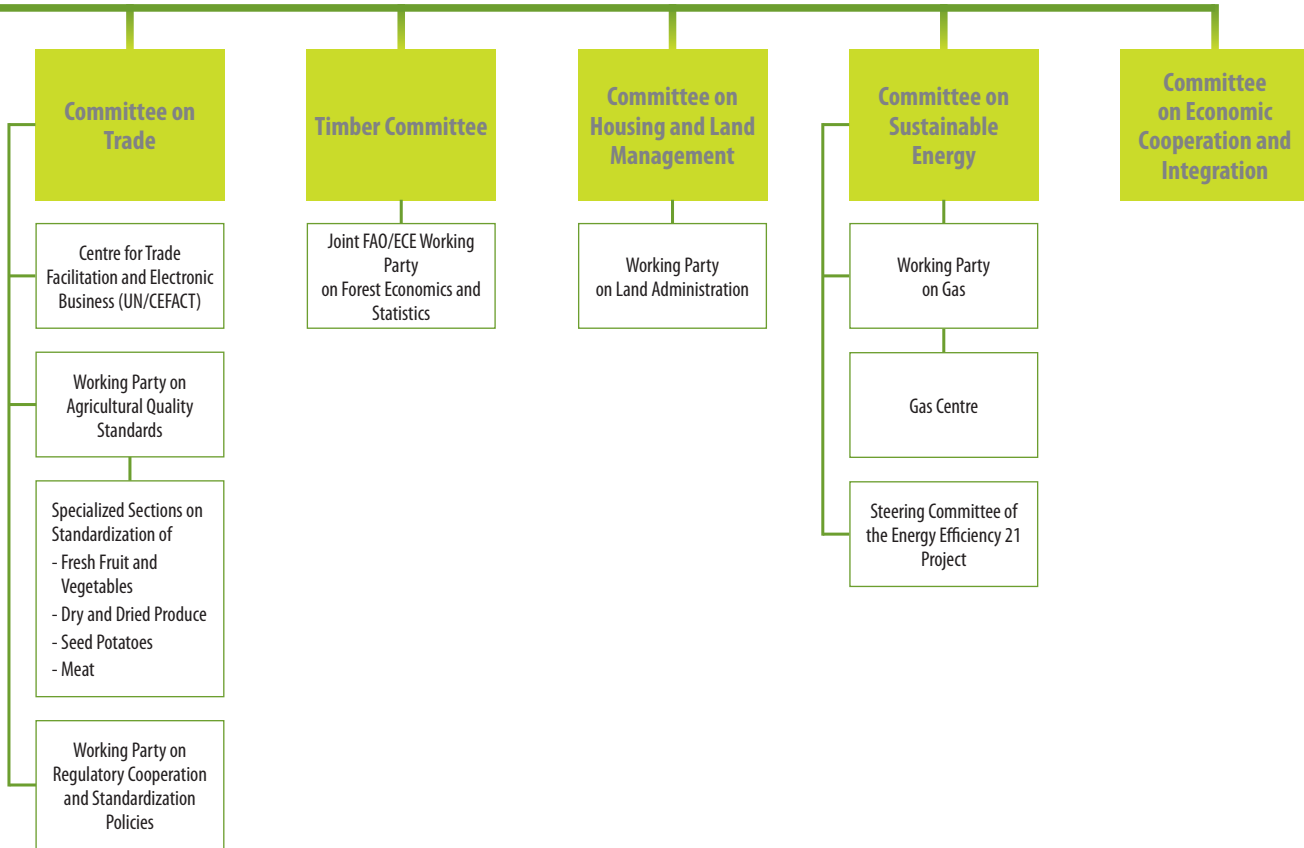 Committee on
Trade
Centre for Trade
Facilitation and Electronic
Business (UN/CEFACT)
Working Party on
Agricultural Quality
Standards
Specialized Sections on
Standardization of
- Fresh Fruit and
Vegetables
- Dry and Dried Produce
- Seed Potatoes
- Meat
Working Party on
Regulatory Cooperation
and Standardization
Policies
Timber Committee
Joint FAO/ECE Working
Party
on Forest Economics and
Statistics
Committee on
Housing and Land
Management
Working Party
on Land Administration
Committee on
Sustainable
Energy
Working Party
on Gas
Gas Centre
Steering Committee of
the Energy Efficiency 21
Project
Committee
on Economic
Cooperation and
Integration